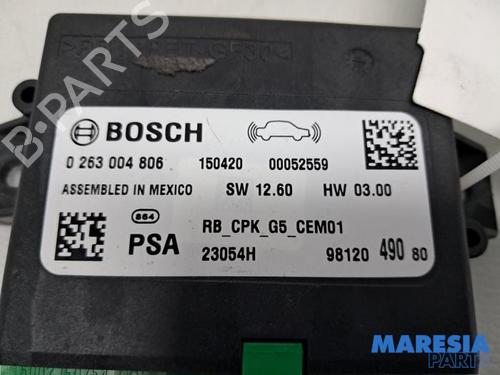 B-PARTS
BOSCH
0 263 004 806 150420 00052559
ASSEMBLED IN MEXICO SW 12.60 HW 03.00
864
PSA
RB_CPK_G5_CEM01
23054H 98120 490 80
MARESIA
PARTS